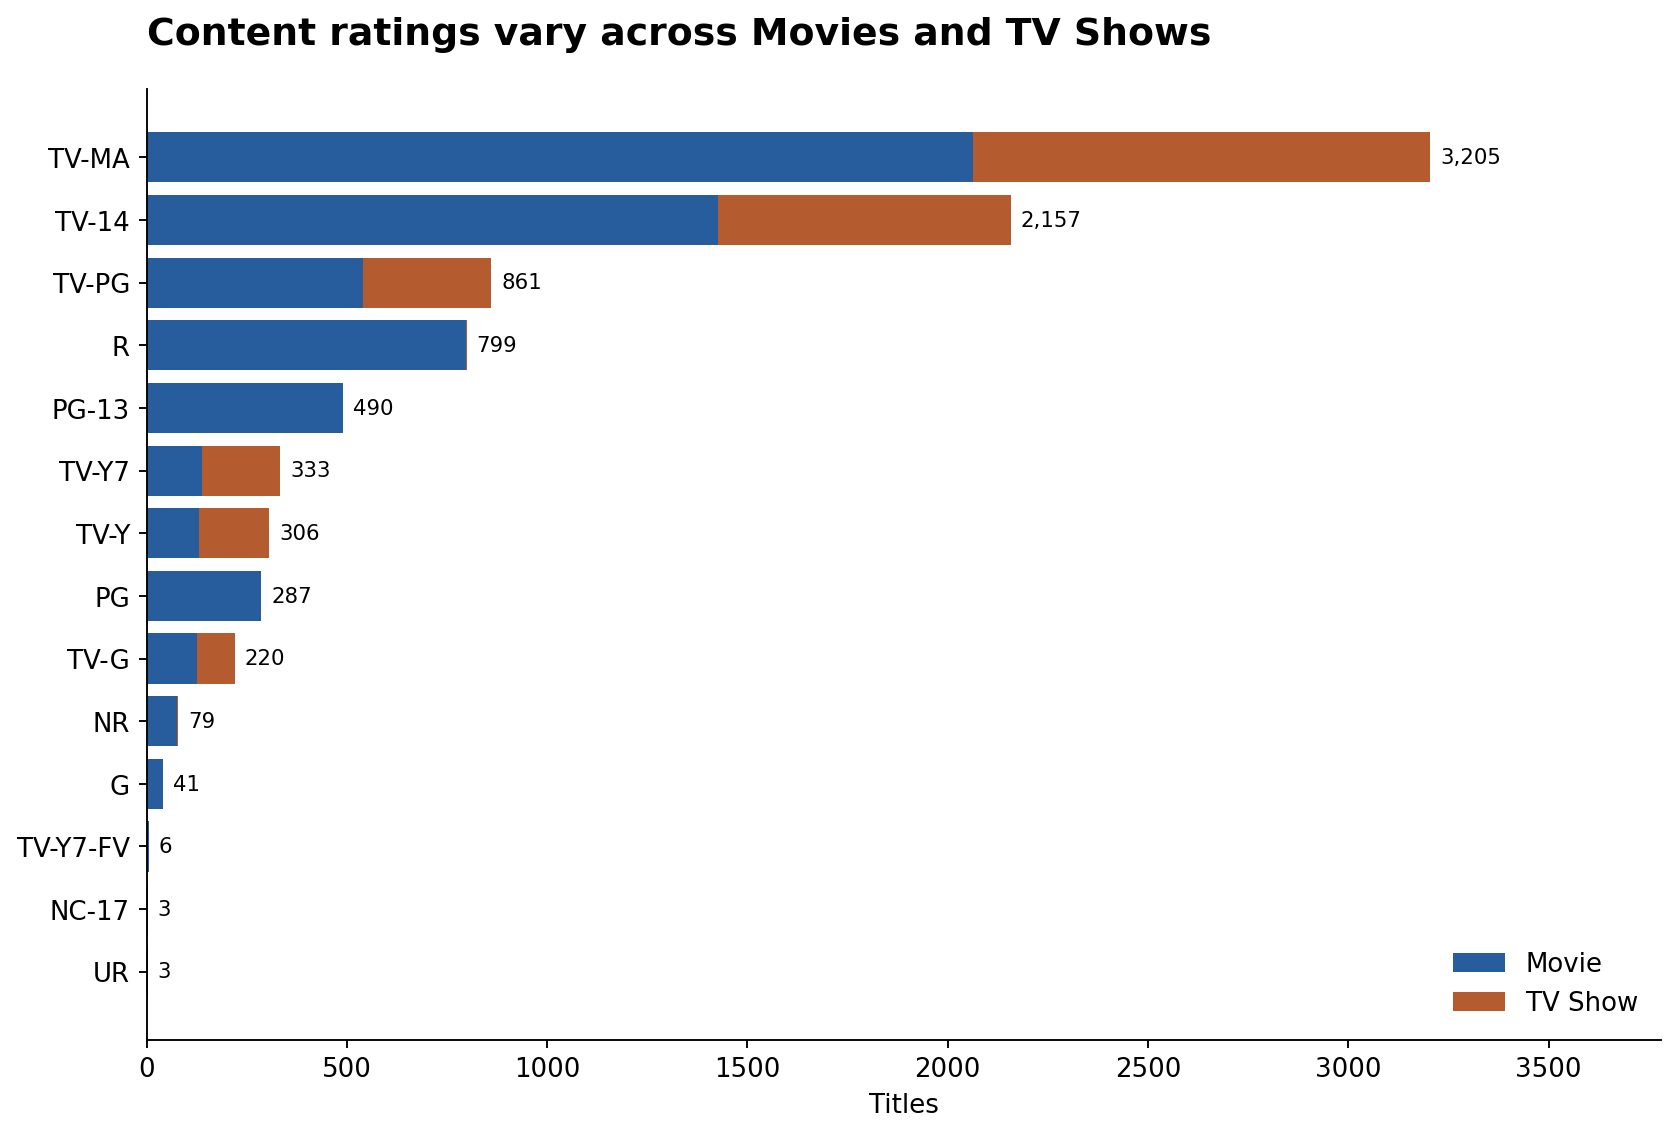 Content ratings vary across Movies and TV Shows
TV-MA 3,205
TV-14 2,157
TV-PG 861
R 799
PG-13 490
TV-Y7 333
TV-Y 306
PG 287
TV-G 220
NR 79
G 41
TV-Y7-FV 6
NC-17 3
UR 3
Movie
TV Show
0 500 1000 1500 2000 2500 3000 3500
Titles